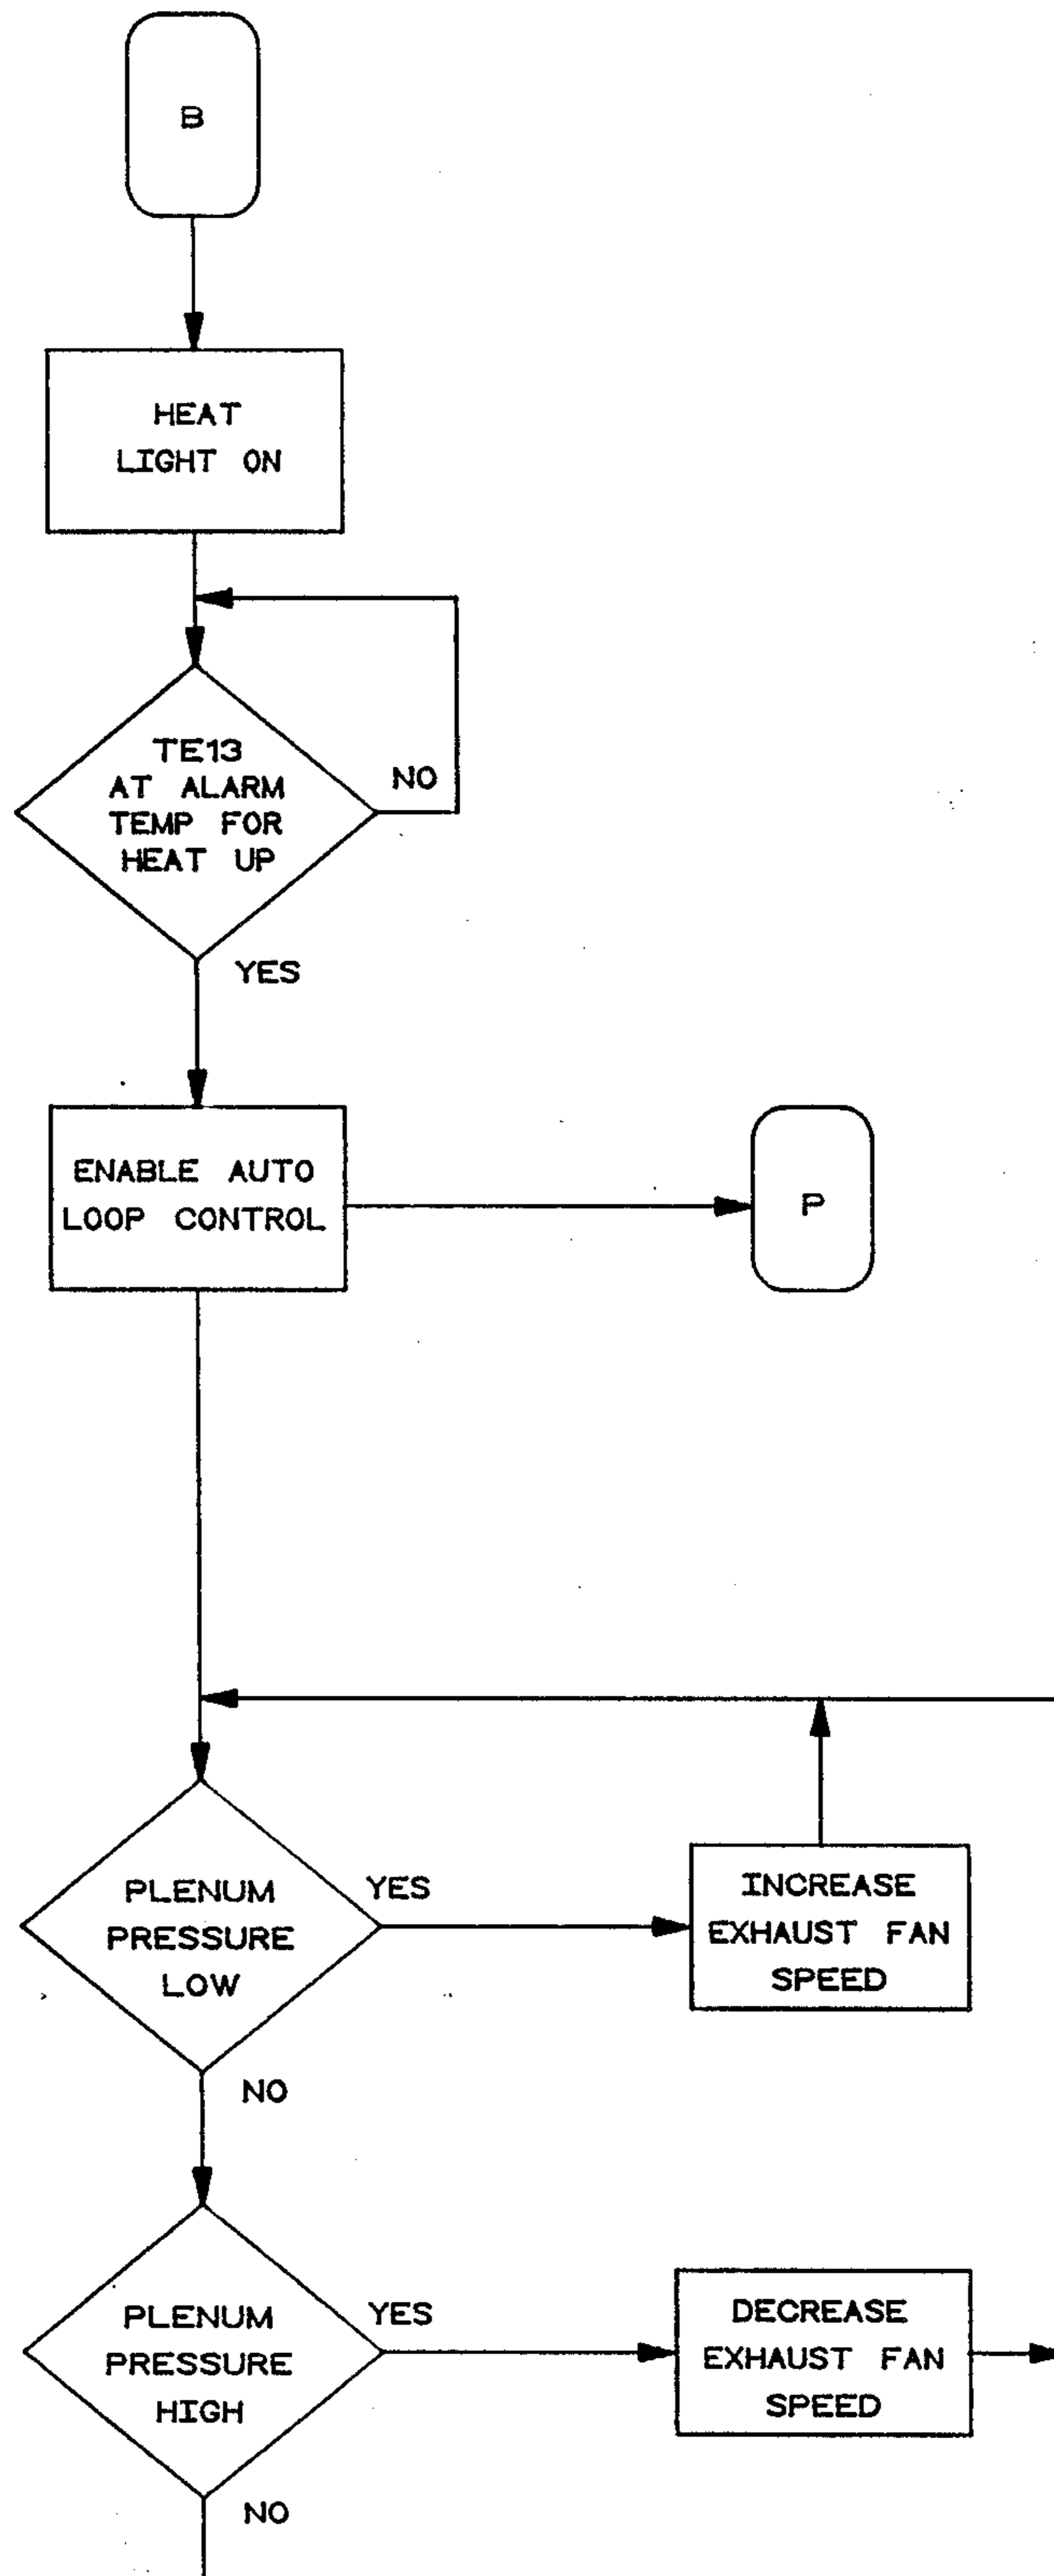 B
HEAT
LIGHT ON
TE13
AT ALARM
TEMP FOR
HEAT UP
NO
YES
ENABLE AUTO
LOOP CONTROL
P
PLENUM
PRESSURE
LOW
YES
INCREASE
EXHAUST FAN
SPEED
NO
PLENUM
PRESSURE
HIGH
YES
DECREASE
EXHAUST FAN
SPEED
NO